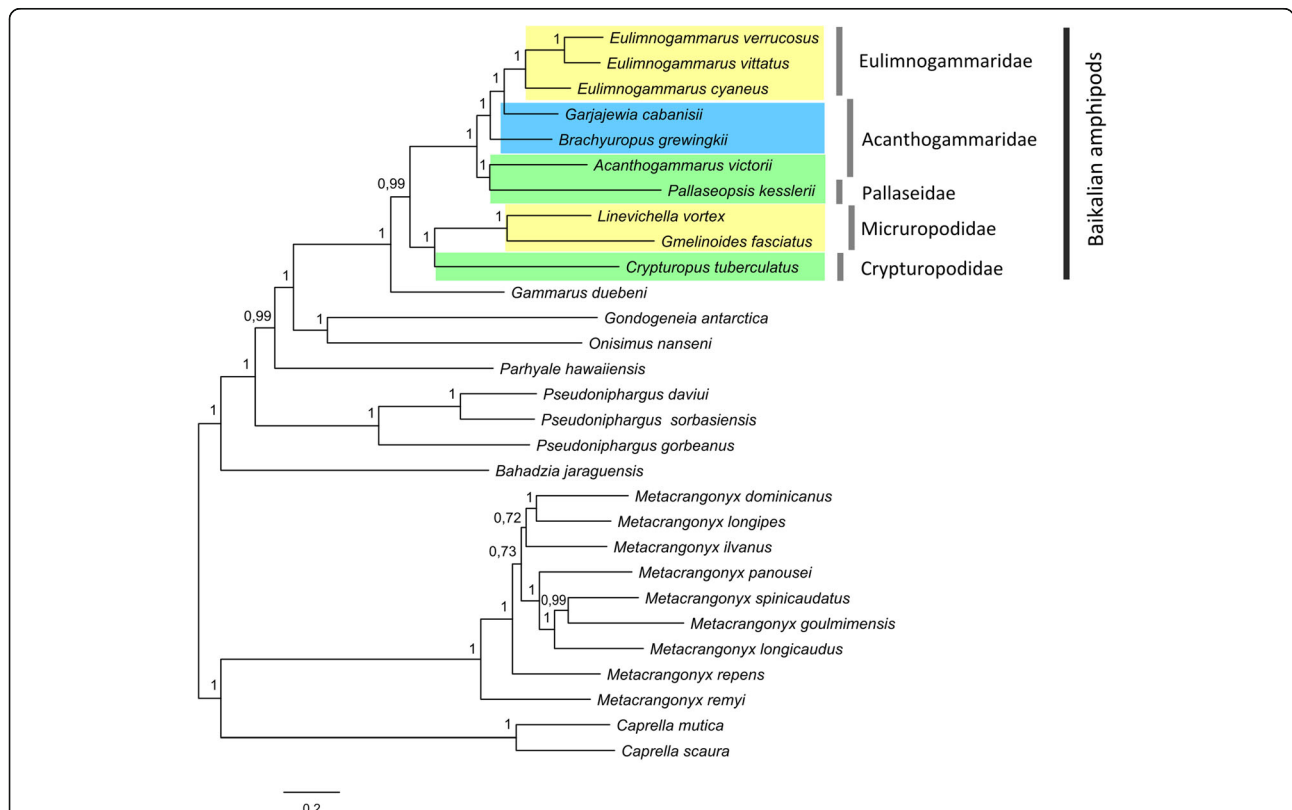 Eulimnogammarus verrucosus
Eulimnogammarus vittatus
Eulimnogammarus cyaneus
Garjajewia cabanisii
Brachyuropus grewingkii
Acanthogammarus victorii
Pallaseopsis kesslerii
Linevichella vortex
Gmelinoides fasciatus
Crypturopus tuberculatus
Gammarus duebeni
Gondogeneia antarctica
Onisimus nanseni
Parhyale hawaiiensis
Pseudoniphargus daviui
Pseudoniphargus sorbasiensis
Pseudoniphargus gorbeanus
Bahadzia jaraguensis
Metacrangonyx dominicanus
Metacrangonyx longipes
Metacrangonyx ilvanus
Metacrangonyx panousei
Metacrangonyx spinicaudatus
Metacrangonyx goulmimensis
Metacrangonyx longicaudus
Metacrangonyx repens
Metacrangonyx remyi
Caprella mutica
Caprella scaura
Eulimnogammaridae
Acanthogammaridae
Pallaseidae
Micruropodidae
Crypturopodidae
Baikalian amphipods
1
1
1
1
1
1
0,99
1
1
1
1
0,99
1
1
1
1
1
1
0,72
0,73
1
0,99
1
1
1
1
1
0,2